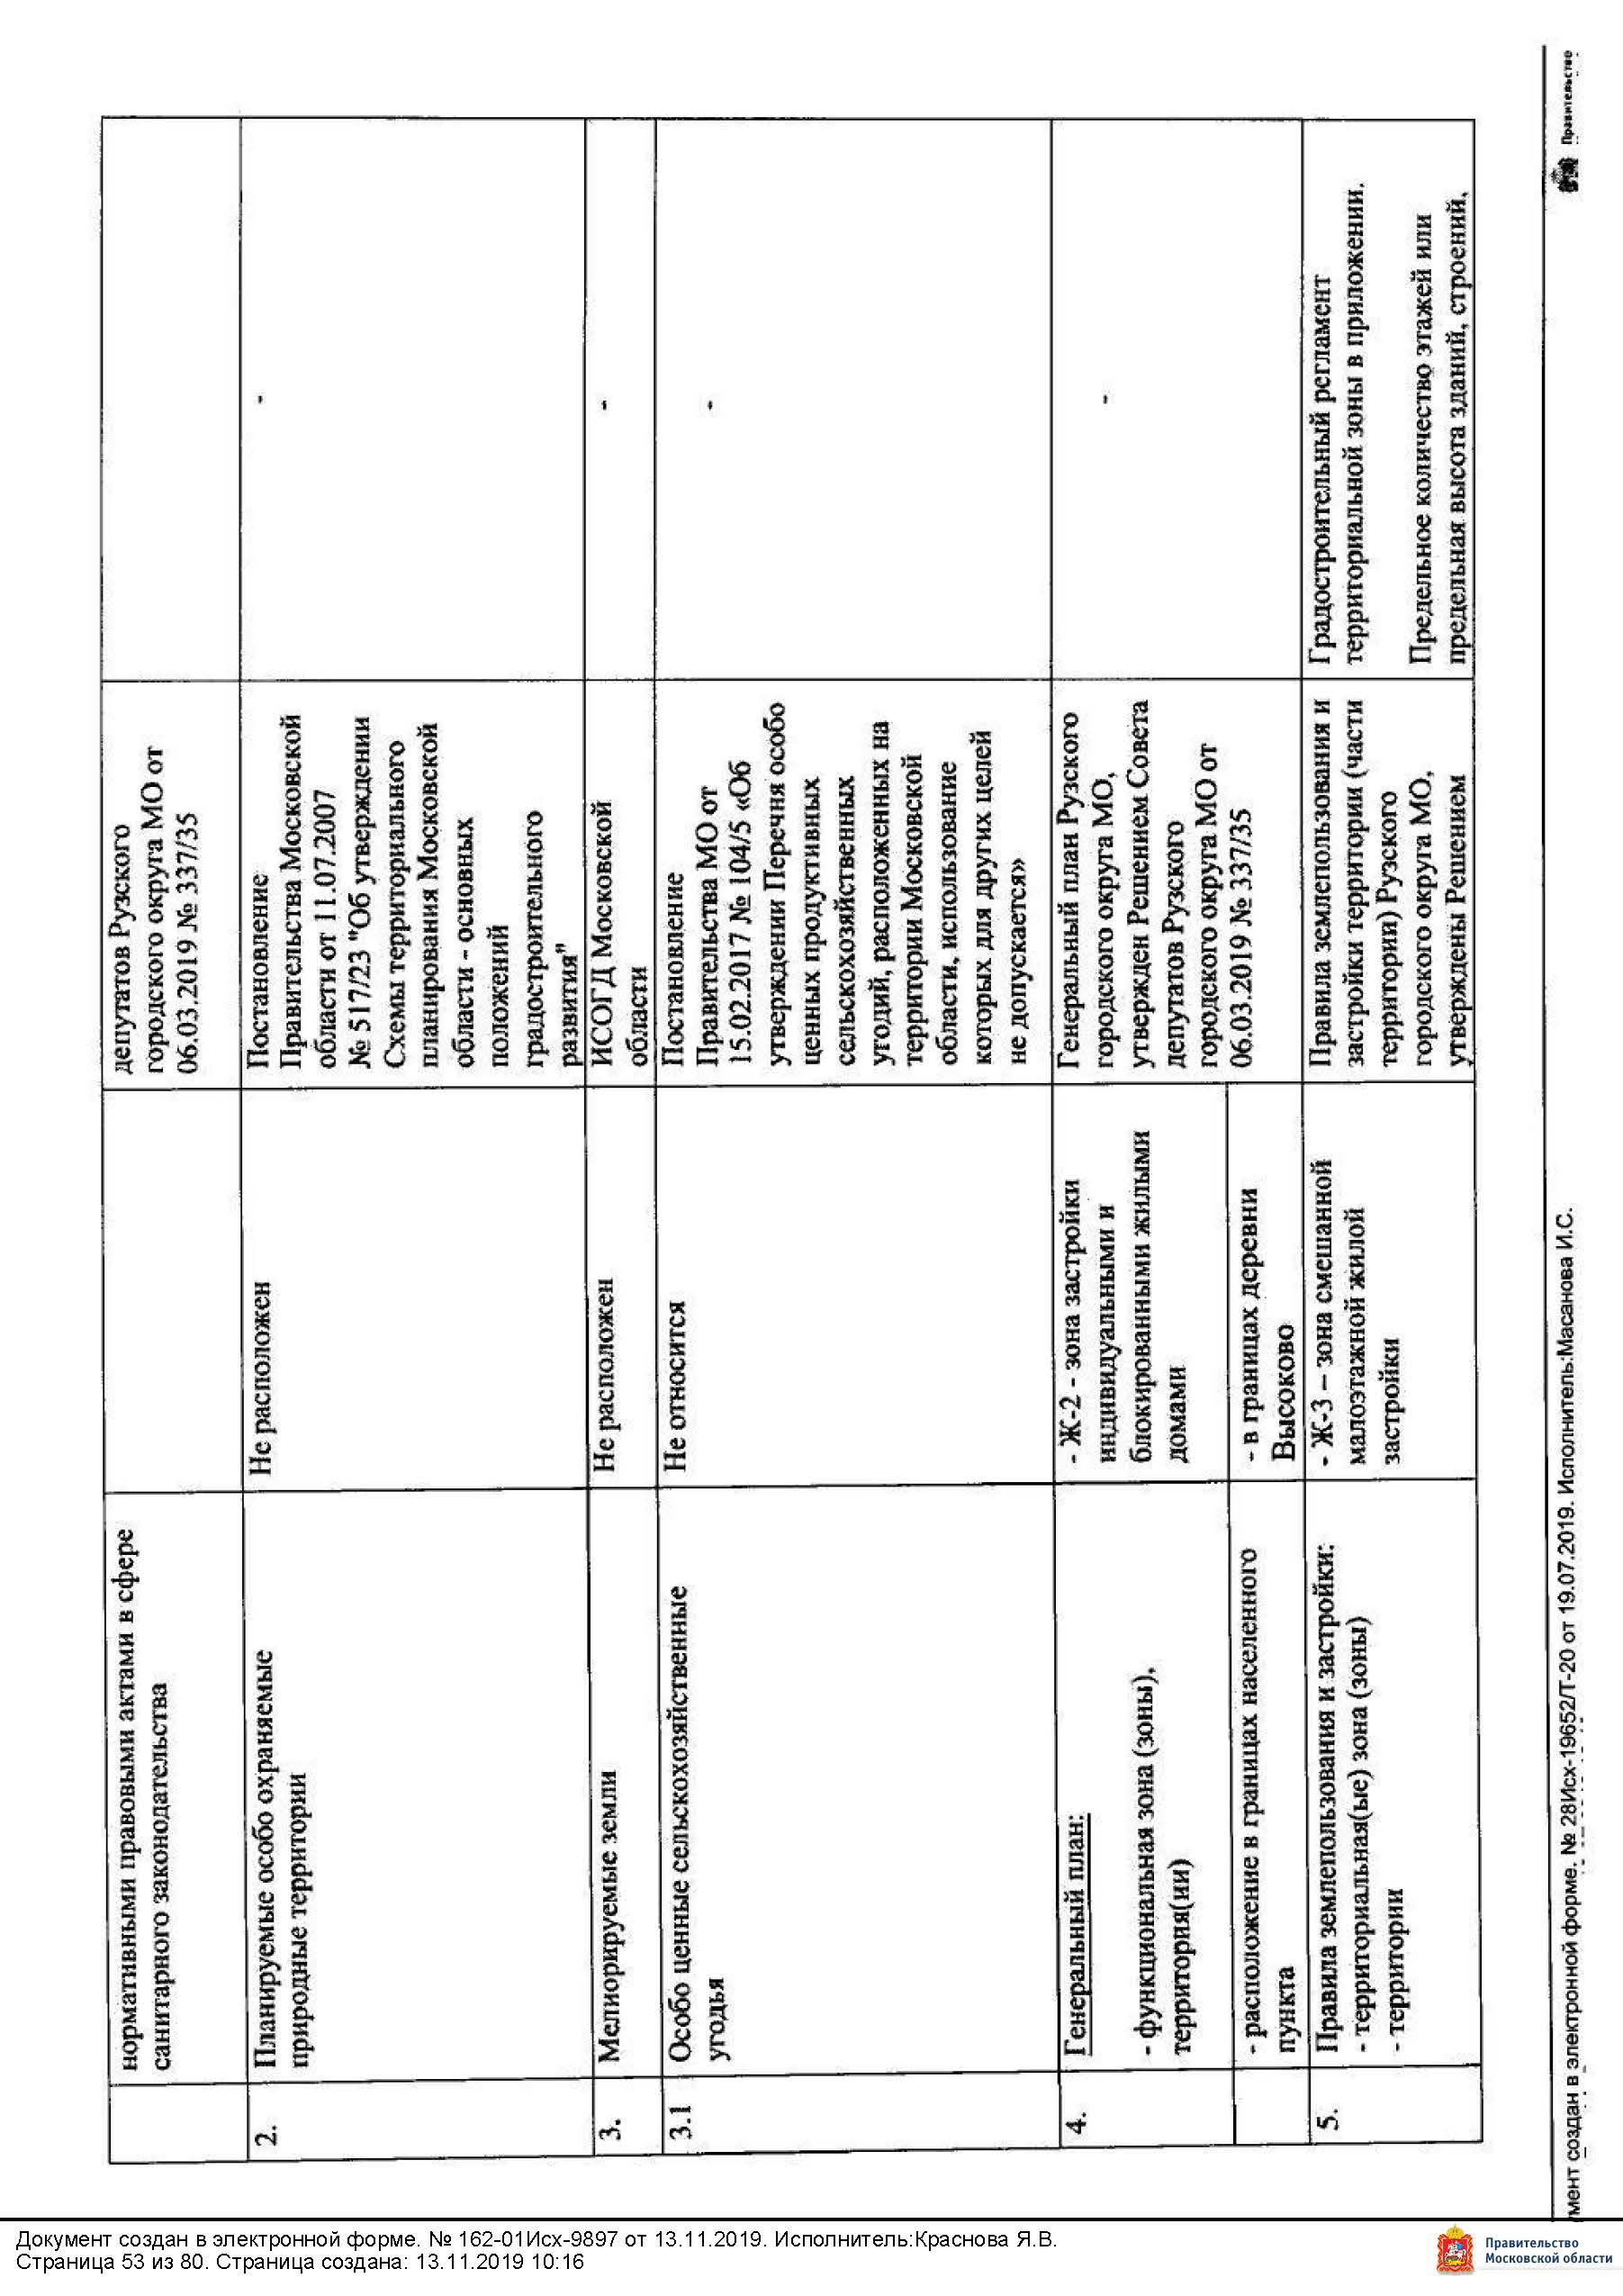 нормативными правовыми актами в сфере
санитарного законодательства
депутатов Рузского
городского округа МО от
06.03.2019 № 337/35
2.
Планируемые особо охраняемые
природные территории
Не расположен
Постановление
Правительства Московской
области от 11.07.2007
№ 517/23 "Об утверждении
Схемы территориального
планирования Московской
области - основных
положений
градостроительного
развития"
-
3.
Мелиорируемые земли
Не расположен
ИСОГД Московской
области
-
3.1
Особо ценные сельскохозяйственные
угодья
Не относится
Постановление
Правительства МО от
15.02.2017 № 104/5 «Об
утверждении Перечня особо
ценных продуктивных
сельскохозяйственных
угодий, расположенных на
территории Московской
области, использование
которых для других целей
не допускается»
-
4.
Генеральный план:
- функциональная зона (зоны),
территория(ии)
- Ж-2 - зона застройки
индивидуальными и
блокированными жилыми
домами
Генеральный план Рузского
городского округа МО,
утвержден Решением Совета
депутатов Рузского
городского округа МО от
06.03.2019 № 337/35
-
- расположение в границах населенного
пункта
- в границах деревни
Высоково
5.
Правила землепользования и застройки:
- территориальная(ые) зона (зоны)
- территории
- Ж-3 – зона смешанной
малоэтажной жилой
застройки
Правила землепользования и
застройки территории (части
территории) Рузского
городского округа МО,
утверждены Решением
Градостроительный регламент
территориальной зоны в приложении.
Предельное количество этажей или
предельная высота зданий, строений,
мент создан в электронной форме. № 28Исх-19652/Т-20 от 19.07.2019. Исполнитель:Масанова И.С.
Правительство
Документ создан в электронной форме. № 162-01Исх-9897 от 13.11.2019. Исполнитель:Краснова Я.В.
Страница 53 из 80. Страница создана: 13.11.2019 10:16
Правительство
Московской области